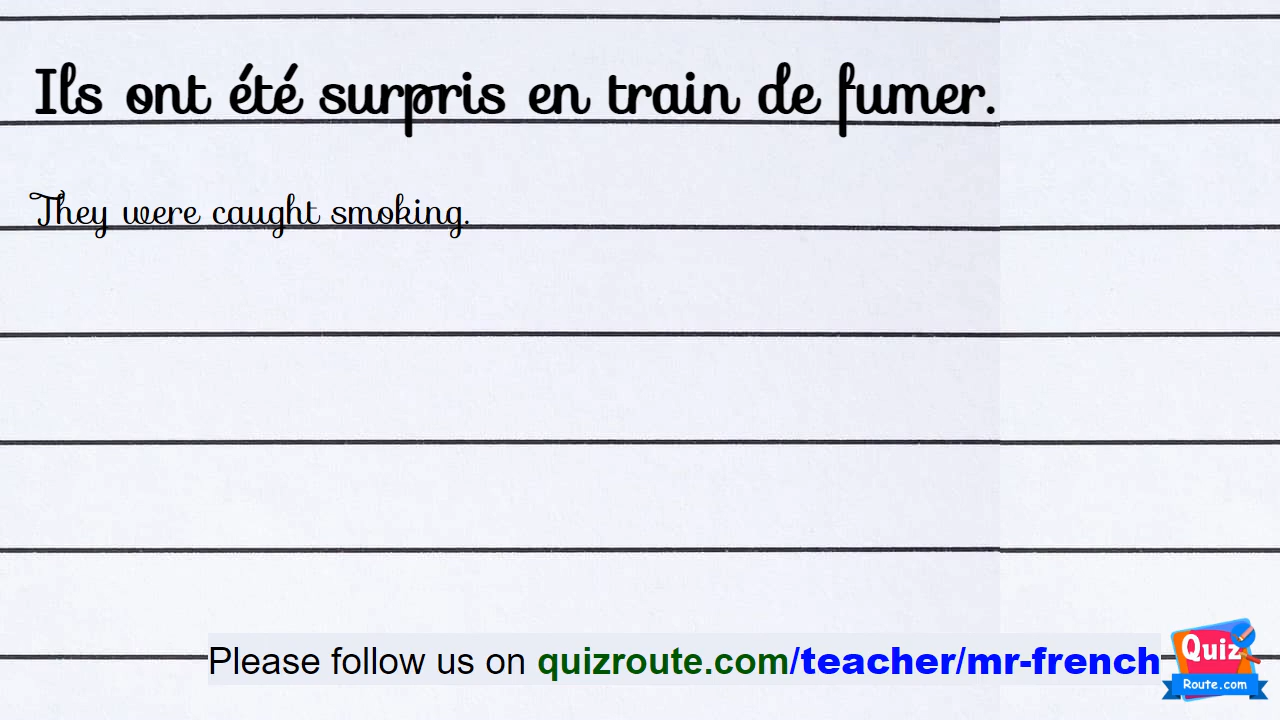 Ils ont été surpris en train de fumer.
They were caught smoking.
Please follow us on quizroute.com/teacher/mr-french
Quiz
Route.com